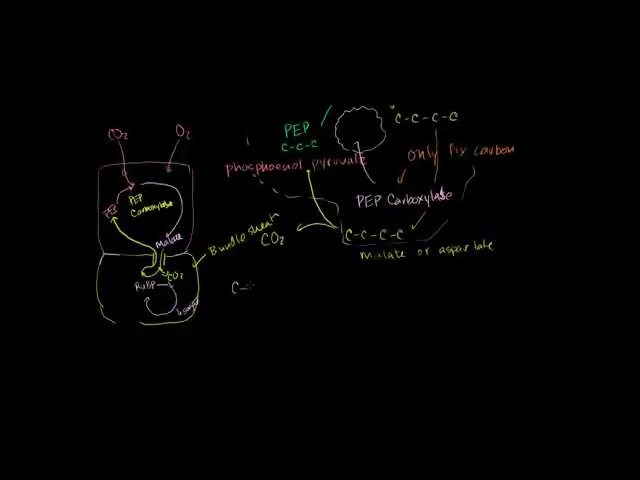 CO2
O2
PEP
PEP
Carboxylase
Malate
CO2
RuBP
Bundle sheath
PEP
C-C-C
phosphoenol pyruvate
C-C-C-C
only fix carbon
PEP Carboxylase
CO2
C-C-C-C
malate or aspartate
C-